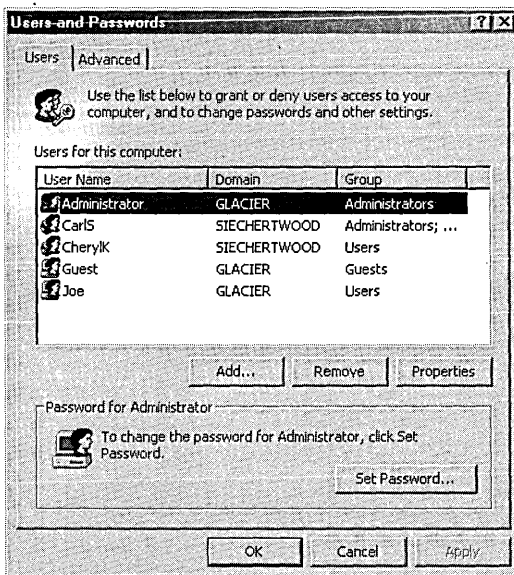 Users and Passwords
Users Advanced
Use the list below to grant or deny users access to your
computer, and to change passwords and other settings.
Users for this computer:
User Name Domain Group
Administrator GLACIER Administrators
CarlS SIECHERTWOOD Administrators; ...
CherylK SIECHERTWOOD Users
Guest GLACIER Guests
Joe GLACIER Users
Add... Remove Properties
Password for Administrator
To change the password for Administrator, click Set
Password.
Set Password...
OK Cancel Apply